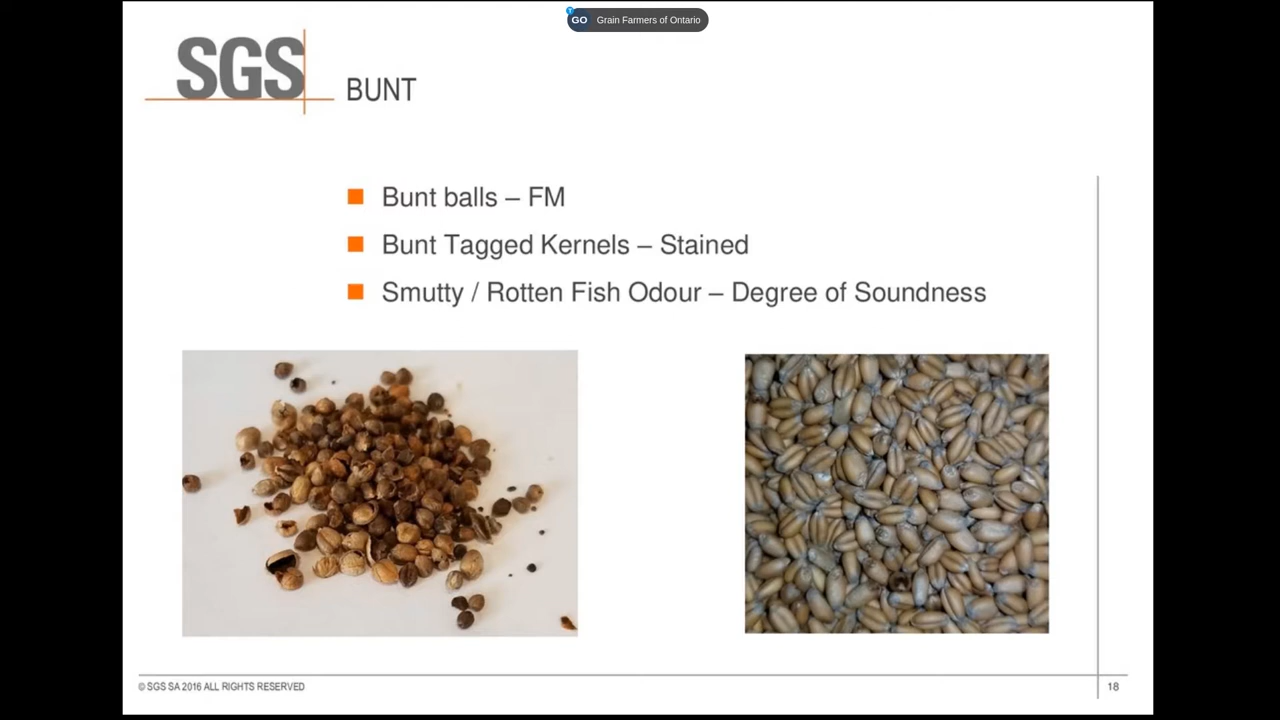 GO Grain Farmers of Ontario
SGS
BUNT
Bunt balls – FM
Bunt Tagged Kernels – Stained
Smutty / Rotten Fish Odour – Degree of Soundness
© SGS SA 2016 ALL RIGHTS RESERVED
18